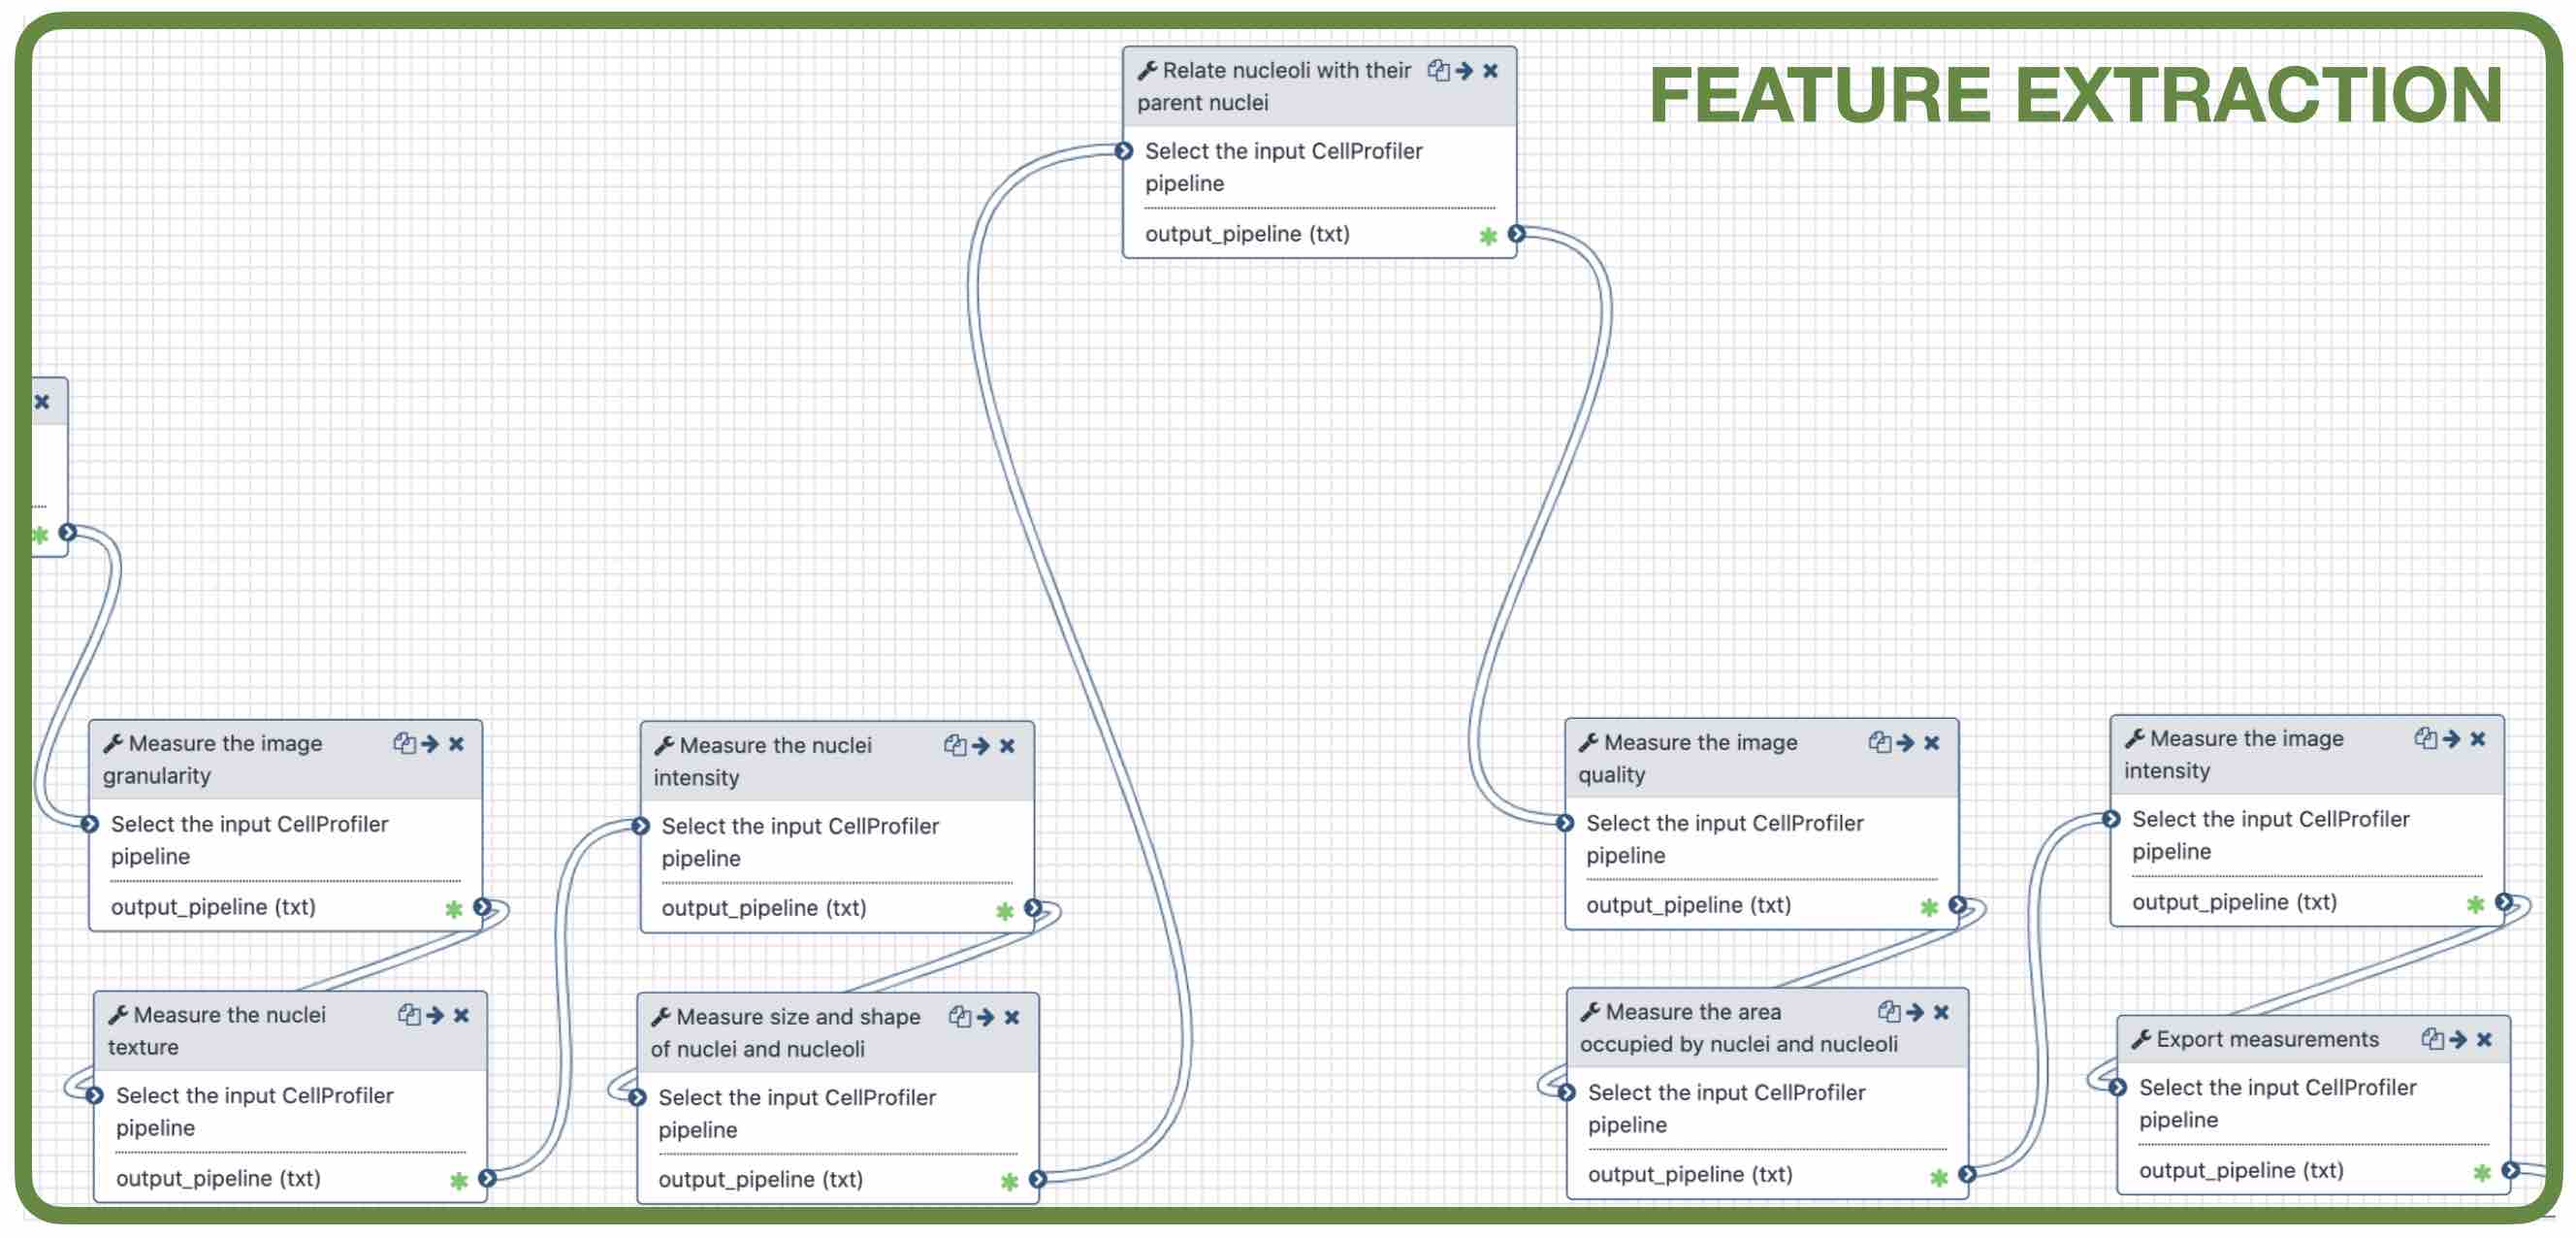 FEATURE EXTRACTION
Relate nucleoli with their
parent nuclei
Select the input CellProfiler
pipeline
output_pipeline (txt)
Measure the image
granularity
Select the input CellProfiler
pipeline
output_pipeline (txt)
Measure the nuclei
texture
Select the input CellProfiler
pipeline
output_pipeline (txt)
Measure the nuclei
intensity
Select the input CellProfiler
pipeline
output_pipeline (txt)
Measure size and shape
of nuclei and nucleoli
Select the input CellProfiler
pipeline
output_pipeline (txt)
Measure the image
quality
Select the input CellProfiler
pipeline
output_pipeline (txt)
Measure the area
occupied by nuclei and nucleoli
Select the input CellProfiler
pipeline
output_pipeline (txt)
Measure the image
intensity
Select the input CellProfiler
pipeline
output_pipeline (txt)
Export measurements
Select the input CellProfiler
pipeline
output_pipeline (txt)